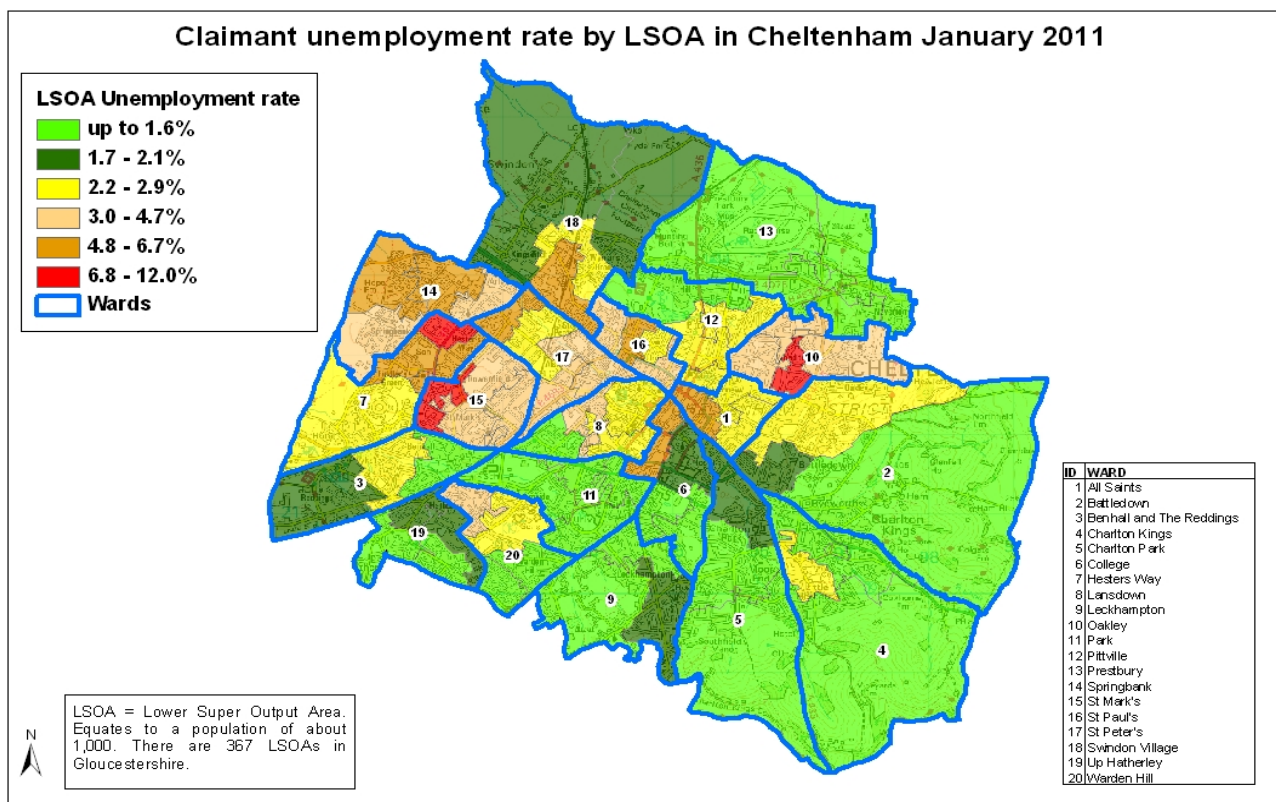 Claimant unemployment rate by LSOA in Cheltenham January 2011
LSOA Unemployment rate
up to 1.6%
1.7 - 2.1%
2.2 - 2.9%
3.0 - 4.7%
4.8 - 6.7%
6.8 - 12.0%
Wards
18
13
14
12
16
17
10
7
15
8
1
3
2
11
6
19
20
9
5
4
Swindon
Charlton
Kings
ID WARD
1 All Saints
2 Battledown
3 Benhall and The Reddings
4 Charlton Kings
5 Charlton Park
6 College
7 Hesters Way
8 Lansdown
9 Leckhampton
10 Oakley
11 Park
12 Pittville
13 Prestbury
14 Springbank
15 St Mark's
16 St Paul's
17 St Peter's
18 Swindon Village
19 Up Hatherley
20 Warden Hill
LSOA = Lower Super Output Area.
Equates to a population of about
1,000. There are 367 LSOAs in
Gloucestershire.
N